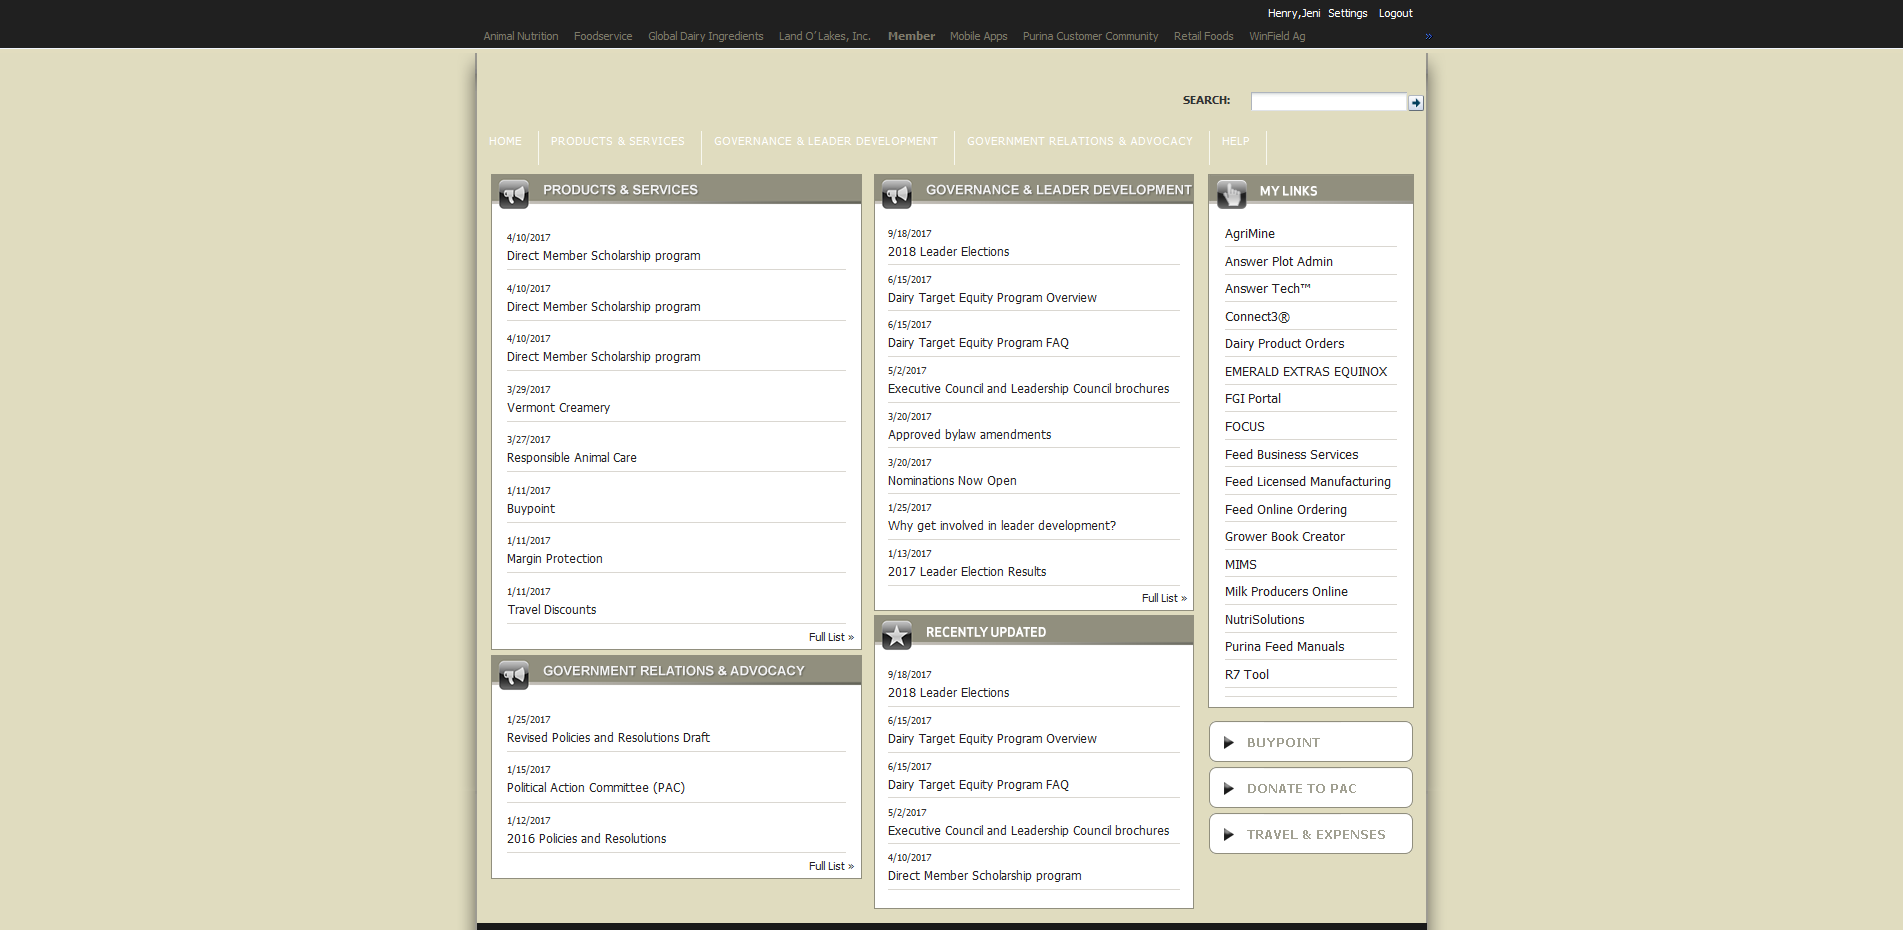 Henry,Jeni Settings Logout
Animal Nutrition Foodservice Global Dairy Ingredients Land O'Lakes, Inc. Member Mobile Apps Purina Customer Community Retail Foods WinField Ag »
SEARCH:
HOME PRODUCTS & SERVICES GOVERNANCE & LEADER DEVELOPMENT GOVERNMENT RELATIONS & ADVOCACY HELP
PRODUCTS & SERVICES
4/10/2017
Direct Member Scholarship program
4/10/2017
Direct Member Scholarship program
4/10/2017
Direct Member Scholarship program
3/29/2017
Vermont Creamery
3/27/2017
Responsible Animal Care
1/11/2017
Buypoint
1/11/2017
Margin Protection
1/11/2017
Travel Discounts
Full List »
GOVERNMENT RELATIONS & ADVOCACY
1/25/2017
Revised Policies and Resolutions Draft
1/15/2017
Political Action Committee (PAC)
1/12/2017
2016 Policies and Resolutions
Full List »
GOVERNANCE & LEADER DEVELOPMENT
9/18/2017
2018 Leader Elections
6/15/2017
Dairy Target Equity Program Overview
6/15/2017
Dairy Target Equity Program FAQ
5/2/2017
Executive Council and Leadership Council brochures
3/20/2017
Approved bylaw amendments
3/20/2017
Nominations Now Open
1/25/2017
Why get involved in leader development?
1/13/2017
2017 Leader Election Results
Full List »
RECENTLY UPDATED
9/18/2017
2018 Leader Elections
6/15/2017
Dairy Target Equity Program Overview
6/15/2017
Dairy Target Equity Program FAQ
5/2/2017
Executive Council and Leadership Council brochures
4/10/2017
Direct Member Scholarship program
MY LINKS
AgriMine
Answer Plot Admin
Answer Tech™
Connect3®
Dairy Product Orders
EMERALD EXTRAS EQUINOX
FGI Portal
FOCUS
Feed Business Services
Feed Licensed Manufacturing
Feed Online Ordering
Grower Book Creator
MIMS
Milk Producers Online
NutriSolutions
Purina Feed Manuals
R7 Tool
BUYPOINT
DONATE TO PAC
TRAVEL & EXPENSES